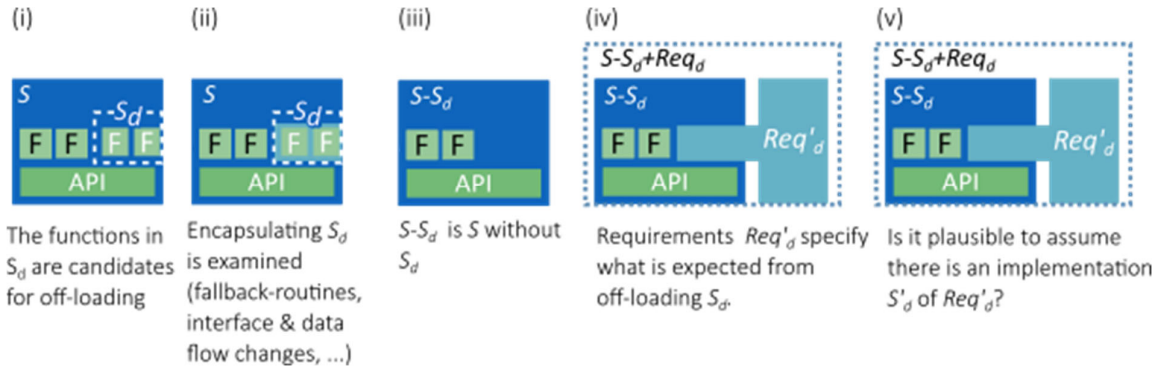 (i)
S
S_d
F F F F
API
The functions in
S_d are candidates
for off-loading
(ii)
S
S_d
F F F F
API
Encapsulating S_d
is examined
(fallback-routines,
interface & data
flow changes, ...)
(iii)
S-S_d
F F
API
S-S_d is S without
S_d
(iv)
S-S_d+Req_d
S-S_d
F F
Req'_d
API
Requirements Req'_d specify
what is expected from
off-loading S_d.
(v)
S-S_d+Req_d
S-S_d
F F
Req'_d
API
Is it plausible to assume
there is an implementation
S'_d of Req'_d?